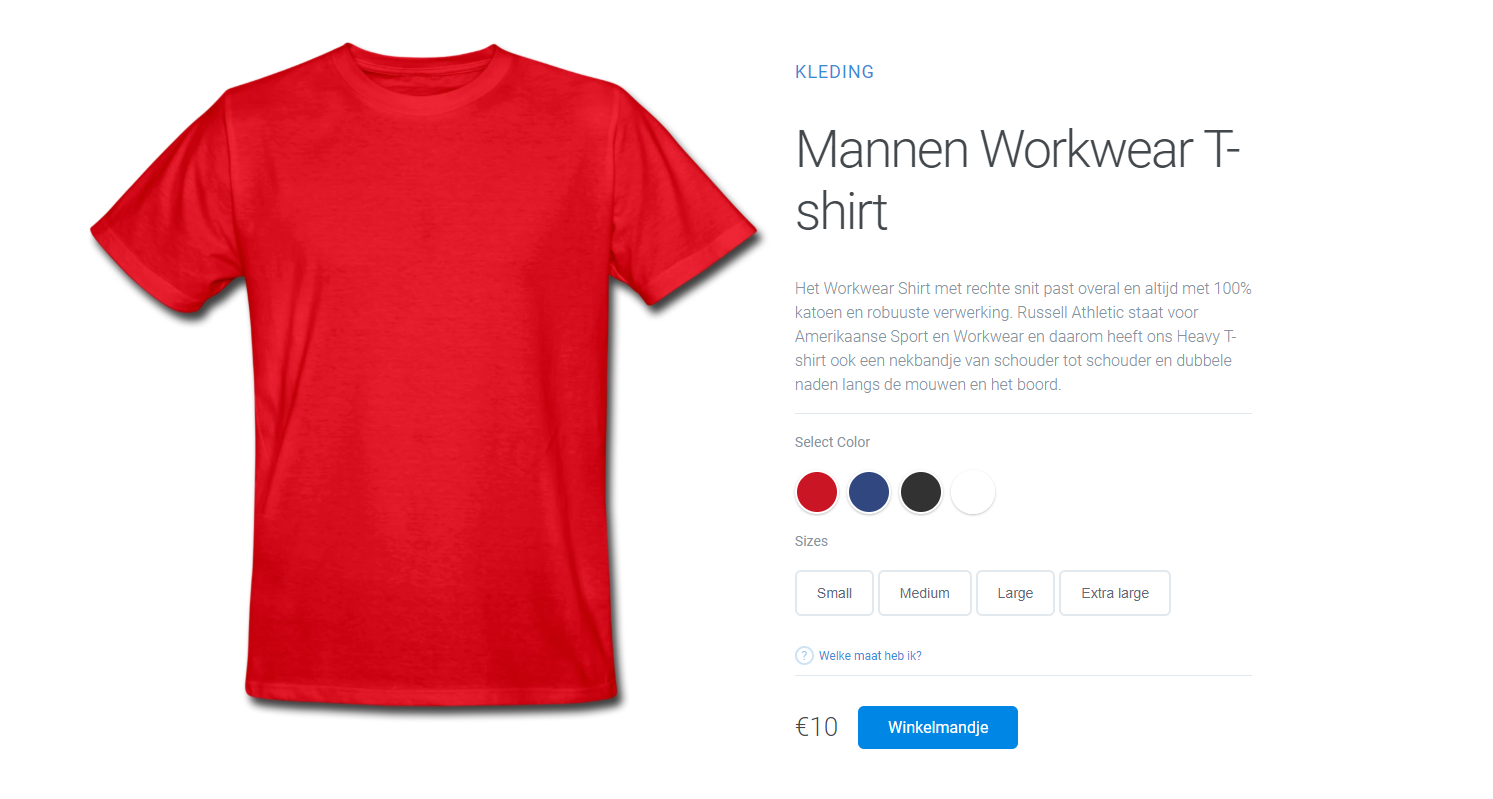 KLEDING
Mannen Workwear T-
shirt
Het Workwear Shirt met rechte snit past overal en altijd met 100%
katoen en robuuste verwerking. Russell Athletic staat voor
Amerikaanse Sport en Workwear en daarom heeft ons Heavy T-
shirt ook een nekbandje van schouder tot schouder en dubbele
naden langs de mouwen en het boord.
Select Color
Sizes
Small Medium Large Extra large
? Welke maat heb ik?
€10 Winkelmandje